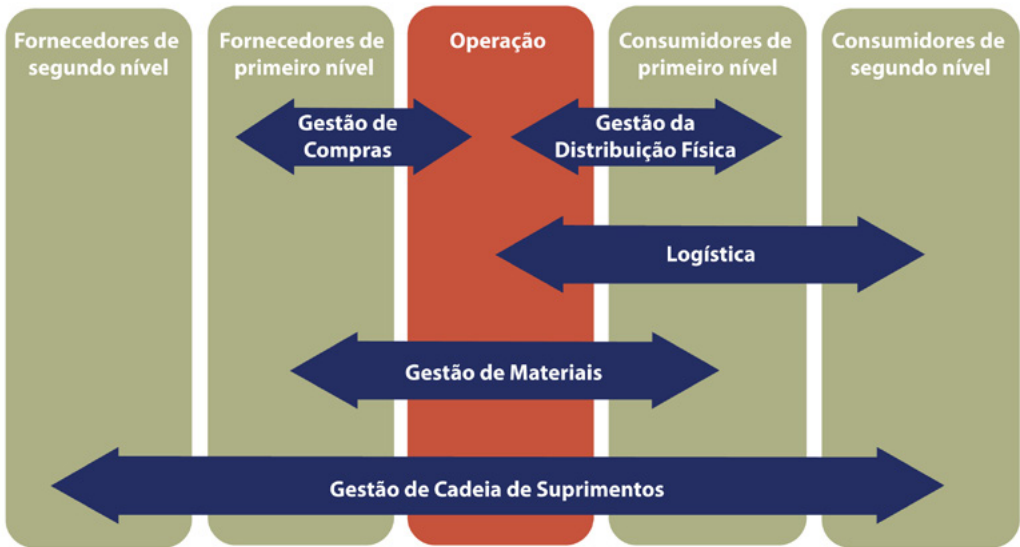 Fornecedores de
segundo nível
Fornecedores de
primeiro nível
Operação
Consumidores de
primeiro nível
Consumidores de
segundo nível
Gestão de
Compras
Gestão da
Distribuição Física
Logística
Gestão de Materiais
Gestão de Cadeia de Suprimentos